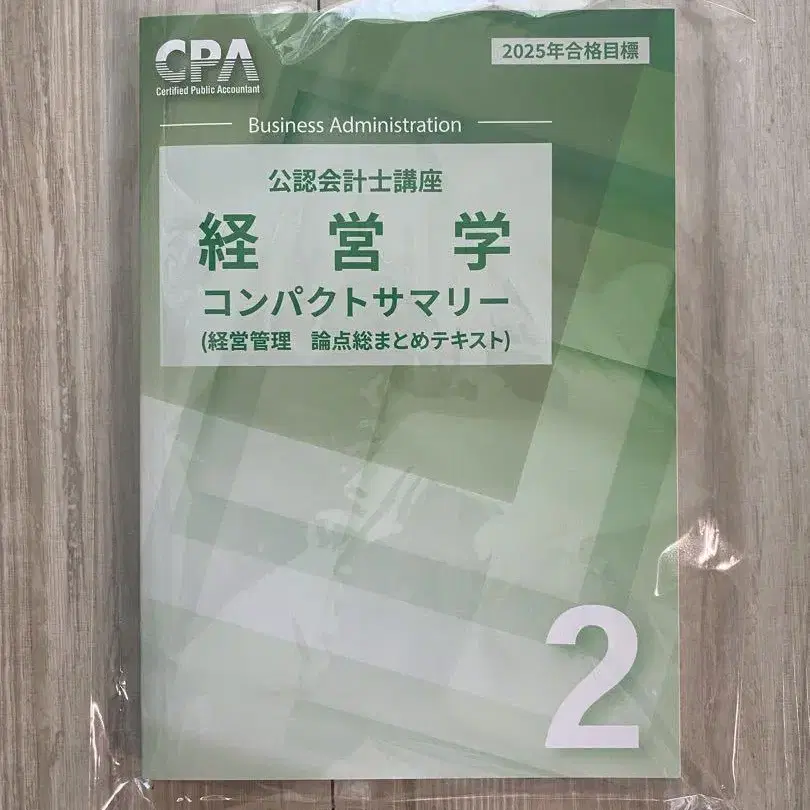 CPA
Certified Public Accountant
2025年合格目標
Business Administration
公認会計士講座
経営学
コンパクトサマリー
(経営管理 論点総まとめテキスト)
2